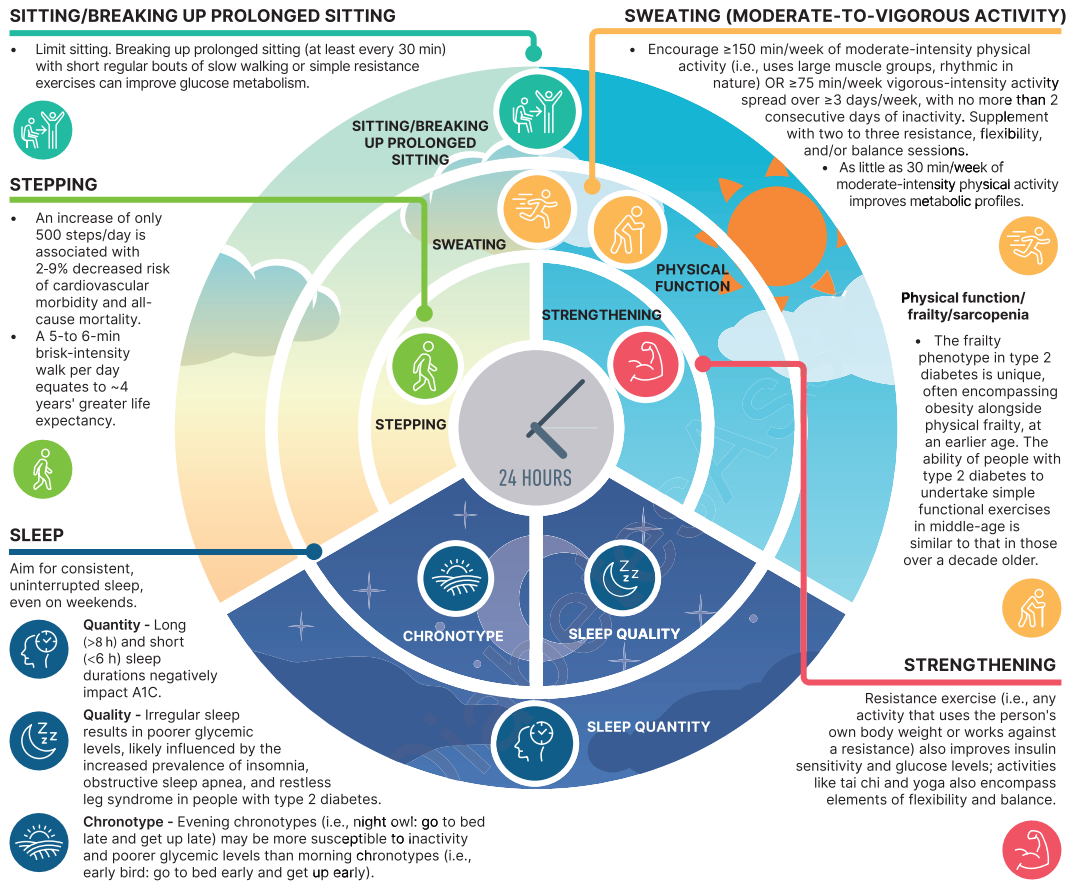 SITTING/BREAKING UP PROLONGED SITTING
• Limit sitting. Breaking up prolonged sitting (at least every 30 min)
with short regular bouts of slow walking or simple resistance
exercises can improve glucose metabolism.
SWEATING (MODERATE-TO-VIGOROUS ACTIVITY)
• Encourage ≥150 min/week of moderate-intensity physical
activity (i.e., uses large muscle groups, rhythmic in
nature) OR ≥75 min/week vigorous-intensity activity
spread over ≥3 days/week, with no more than 2
consecutive days of inactivity. Supplement
with two to three resistance, flexibility,
and/or balance sessions.
• As little as 30 min/week of
moderate-intensity physical activity
improves metabolic profiles.
STEPPING
• An increase of only
500 steps/day is
associated with
2-9% decreased risk
of cardiovascular
morbidity and all-
cause mortality.
• A 5-to 6-min
brisk-intensity
walk per day
equates to ~4
years' greater life
expectancy.
Physical function/
frailty/sarcopenia
• The frailty
phenotype in type 2
diabetes is unique,
often encompassing
obesity alongside
physical frailty, at
an earlier age. The
ability of people with
type 2 diabetes to
undertake simple
functional exercises
in middle-age is
similar to that in those
over a decade older.
SITTING/BREAKING
UP PROLONGED
SITTING
SWEATING
PHYSICAL
FUNCTION
STRENGTHENING
STEPPING
24 HOURS
CHRONOTYPE
SLEEP QUALITY
SLEEP QUANTITY
SLEEP
Aim for consistent,
uninterrupted sleep,
even on weekends.
Quantity - Long
(>8 h) and short
(<6 h) sleep
durations negatively
impact A1C.
Quality - Irregular sleep
results in poorer glycemic
levels, likely influenced by the
increased prevalence of insomnia,
obstructive sleep apnea, and restless
leg syndrome in people with type 2 diabetes.
Chronotype - Evening chronotypes (i.e., night owl: go to bed
late and get up late) may be more susceptible to inactivity
and poorer glycemic levels than morning chronotypes (i.e.,
early bird: go to bed early and get up early).
STRENGTHENING
Resistance exercise (i.e., any
activity that uses the person's
own body weight or works against
a resistance) also improves insulin
sensitivity and glucose levels; activities
like tai chi and yoga also encompass
elements of flexibility and balance.